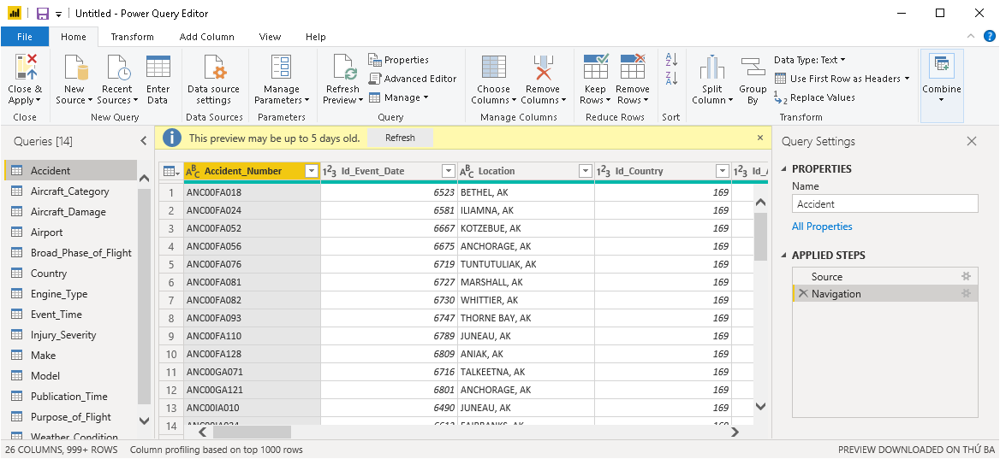 Untitled - Power Query Editor
File Home Transform Add Column View Help
Close & Apply New Source Recent Sources Enter Data Data source settings Manage Parameters Refresh Preview Properties Advanced Editor Manage Choose Columns Remove Columns Keep Rows Remove Rows Split Column Group By Data Type: Text Use First Row as Headers Replace Values Combine
Close New Query Data Sources Parameters Query Manage Columns Reduce Rows Sort Transform
Queries [14]
Accident
Aircraft_Category
Aircraft_Damage
Airport
Broad_Phase_of_Flight
Country
Engine_Type
Event_Time
Injury_Severity
Make
Model
Publication_Time
Purpose_of_Flight
Weather_Condition
This preview may be up to 5 days old. Refresh
Accident_Number Id_Event_Date Location Id_Country
1 ANC00FA018 6523 BETHEL, AK 169
2 ANC00FA024 6581 ILIAMNA, AK 169
3 ANC00FA052 6667 KOTZEBUE, AK 169
4 ANC00FA056 6675 ANCHORAGE, AK 169
5 ANC00FA076 6719 TUNTUTULIAK, AK 169
6 ANC00FA081 6727 MARSHALL, AK 169
7 ANC00FA082 6730 WHITTIER, AK 169
8 ANC00FA093 6747 THORNE BAY, AK 169
9 ANC00FA110 6789 JUNEAU, AK 169
10 ANC00FA128 6809 ANIAK, AK 169
11 ANC00GA071 6716 TALKEETNA, AK 169
12 ANC00GA121 6801 ANCHORAGE, AK 169
13 ANC00IA010 6490 JUNEAU, AK 169
14
Query Settings
PROPERTIES
Name
Accident
All Properties
APPLIED STEPS
Source
Navigation
26 COLUMNS, 999+ ROWS Column profiling based on top 1000 rows PREVIEW DOWNLOADED ON THỨ BA